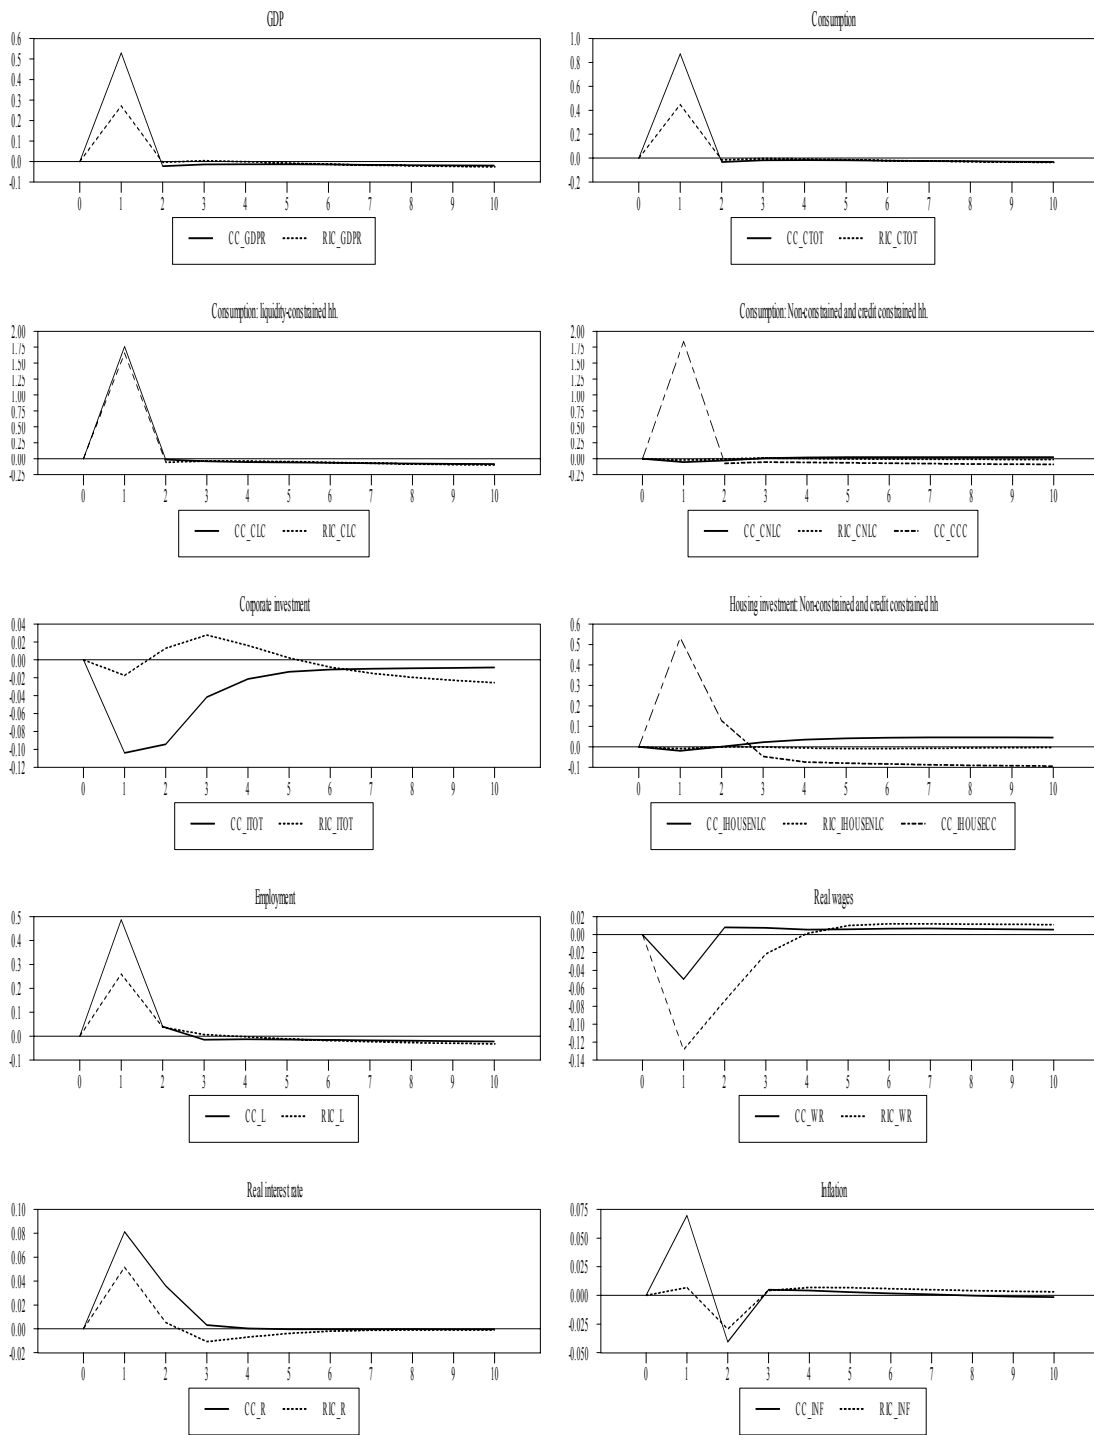 GDP
0.6
0.5
0.4
0.3
0.2
0.1
0.0
-0.1
0 1 2 3 4 5 6 7 8 9 10
CC_GDPR RIC_GDPR
Consumption
1.0
0.8
0.6
0.4
0.2
0.0
-0.2
0 1 2 3 4 5 6 7 8 9 10
CC_CTOT RIC_CTOT
Consumption: liquidity-constrained hh.
2.00
1.75
1.50
1.25
1.00
0.75
0.50
0.25
0.00
-0.25
0 1 2 3 4 5 6 7 8 9 10
CC_CLC RIC_CLC
Consumption: Non-constrained and credit constrained hh.
2.00
1.75
1.50
1.25
1.00
0.75
0.50
0.25
0.00
-0.25
0 1 2 3 4 5 6 7 8 9 10
CC_CNLC RIC_CNLC CC_CCC
Corporate investment
0.04
0.02
0.00
-0.02
-0.04
-0.06
-0.08
-0.10
-0.12
0 1 2 3 4 5 6 7 8 9 10
CC_ITOT RIC_ITOT
Housing investment: Non-constrained and credit constrained hh
0.6
0.5
0.4
0.3
0.2
0.1
0.0
-0.1
0 1 2 3 4 5 6 7 8 9 10
CC_IHOUSENLC RIC_IHOUSENLC CC_IHOUSECC
Employment
0.5
0.4
0.3
0.2
0.1
0.0
-0.1
0 1 2 3 4 5 6 7 8 9 10
CC_L RIC_L
Real wages
0.02
0.00
-0.02
-0.04
-0.06
-0.08
-0.10
-0.12
-0.14
0 1 2 3 4 5 6 7 8 9 10
CC_WR RIC_WR
Real interest rate
0.10
0.08
0.06
0.04
0.02
0.00
-0.02
0 1 2 3 4 5 6 7 8 9 10
CC_R RIC_R
Inflation
0.075
0.050
0.025
0.000
-0.025
-0.050
0 1 2 3 4 5 6 7 8 9 10
CC_INF RIC_INF